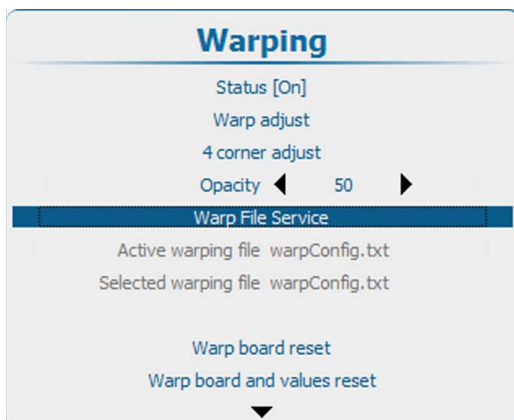 Warping
Status [On]
Warp adjust
4 corner adjust
Opacity 50
Warp File Service
Active warping file warpConfig.txt
Selected warping file warpConfig.txt
Warp board reset
Warp board and values reset